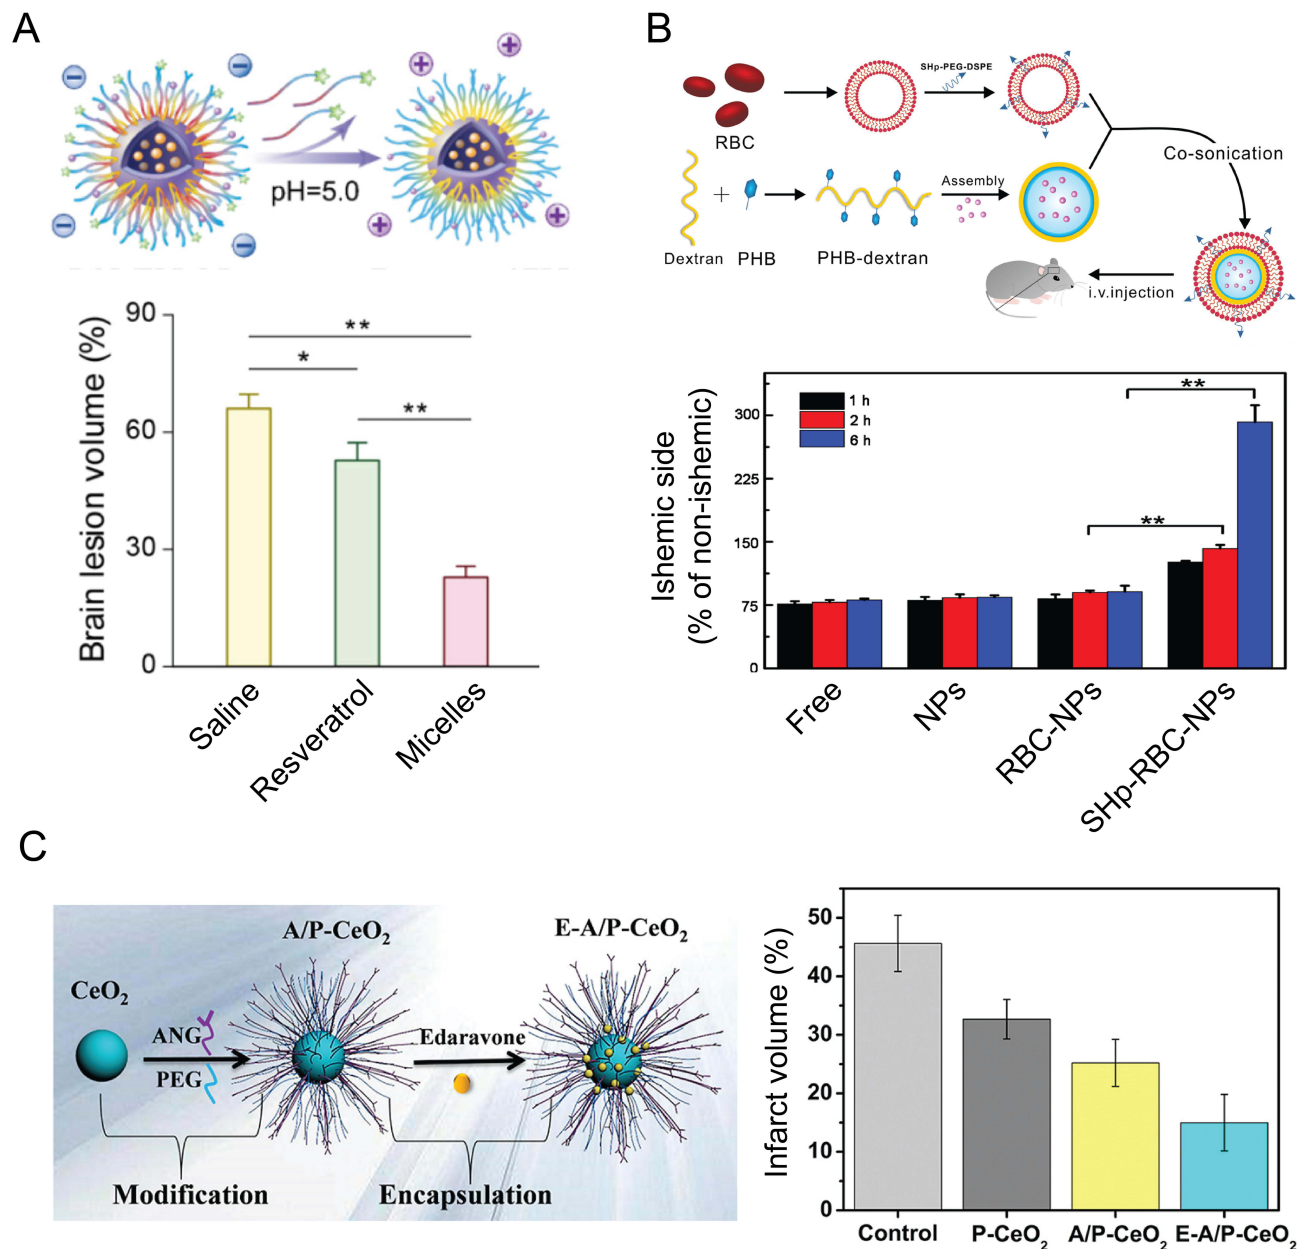 A
pH=5.0
Brain lesion volume (%)
90
60
30
0
**
*
**
Saline
Resveratrol
Micelles
B
RBC
SHp-PEG-DSPE
Co-sonication
Dextran
+
PHB
PHB-dextran
Assembly
i.v.injection
Ishemic side
(% of non-ishemic)
300
225
150
75
0
1 h
2 h
6 h
**
**
Free
NPs
RBC-NPs
SHp-RBC-NPs
C
CeO₂
ANG
PEG
A/P-CeO₂
Edaravone
E-A/P-CeO₂
Modification
Encapsulation
Infarct volume (%)
50
40
30
20
10
0
Control
P-CeO₂
A/P-CeO₂
E-A/P-CeO₂